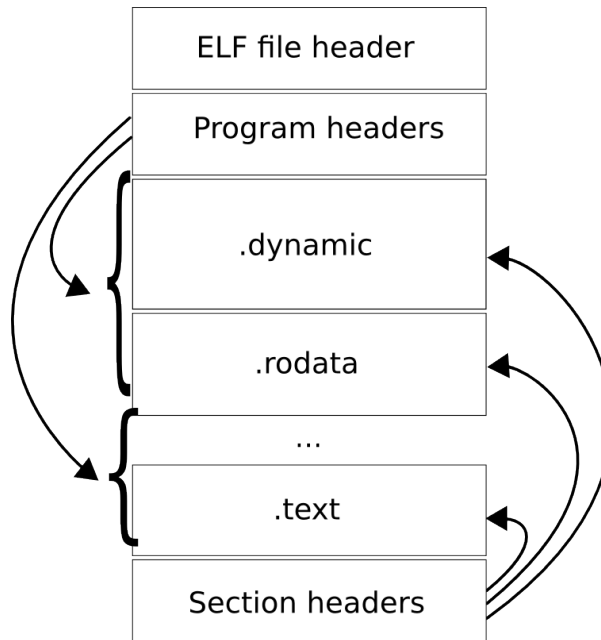 ELF file header
Program headers
.dynamic
.rodata
...
.text
Section headers